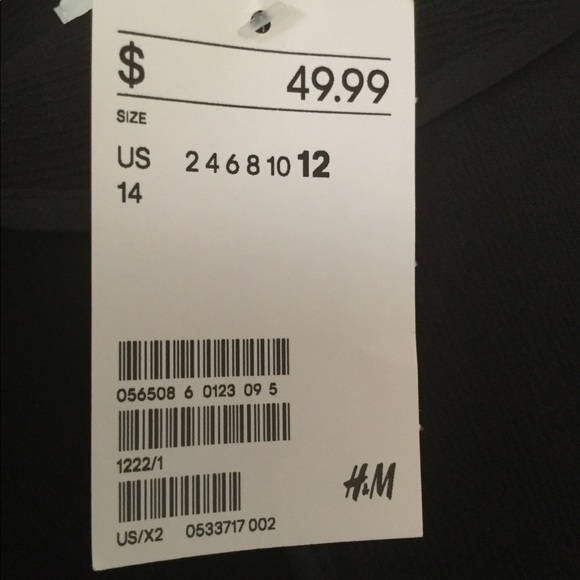 $ 49.99
SIZE
US 2 4 6 8 10 12
14
056508 6 0123 09 5
1222/1
H&M
US/X2 0533717 002